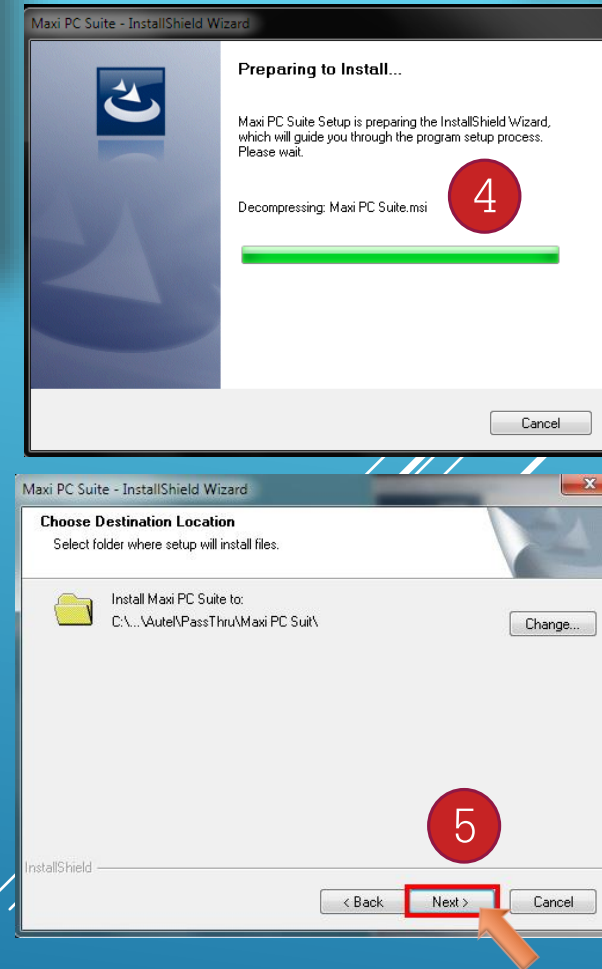 Maxi PC Suite - InstallShield Wizard
Preparing to Install...
Maxi PC Suite Setup is preparing the InstallShield Wizard,
which will guide you through the program setup process.
Please wait.
Decompressing: Maxi PC Suite.msi
4
Cancel
Maxi PC Suite - InstallShield Wizard
Choose Destination Location
Select folder where setup will install files.
Install Maxi PC Suite to:
C:\...\Autel\PassThru\Maxi PC Suit\
Change...
5
InstallShield
< Back Next > Cancel